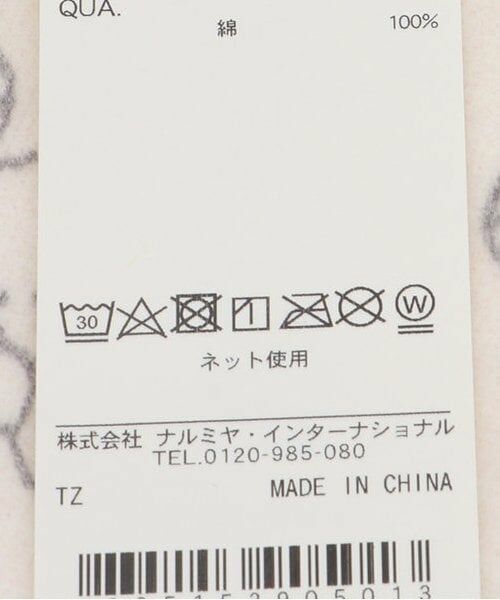 QUA.
綿 100%
30
W
ネット使用
株式会社 ナルミヤ・インターナショナル
TEL.0120-985-080
TZ MADE IN CHINA